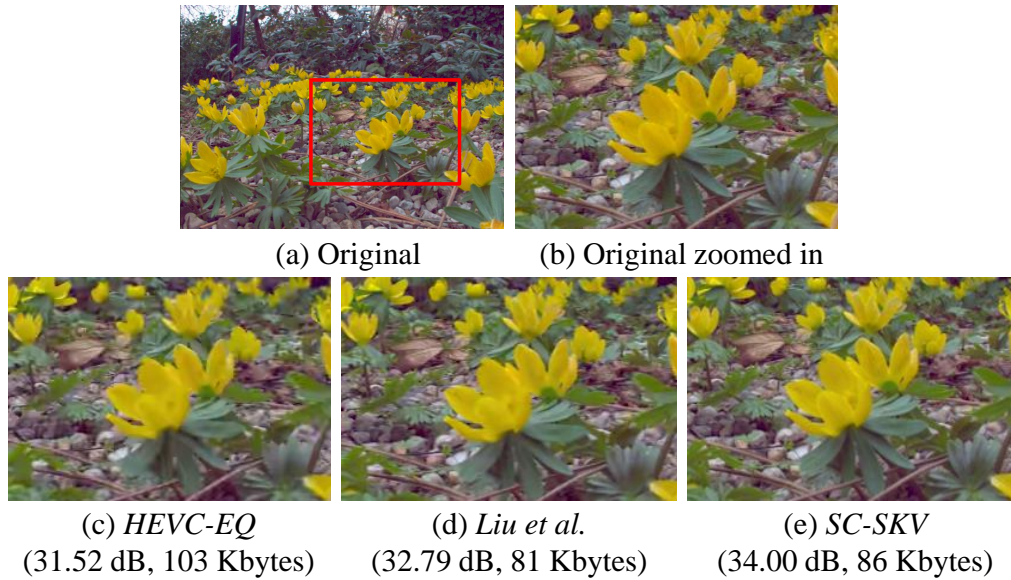 (a) Original
(b) Original zoomed in
(c) HEVC-EQ
(31.52 dB, 103 Kbytes)
(d) Liu et al.
(32.79 dB, 81 Kbytes)
(e) SC-SKV
(34.00 dB, 86 Kbytes)